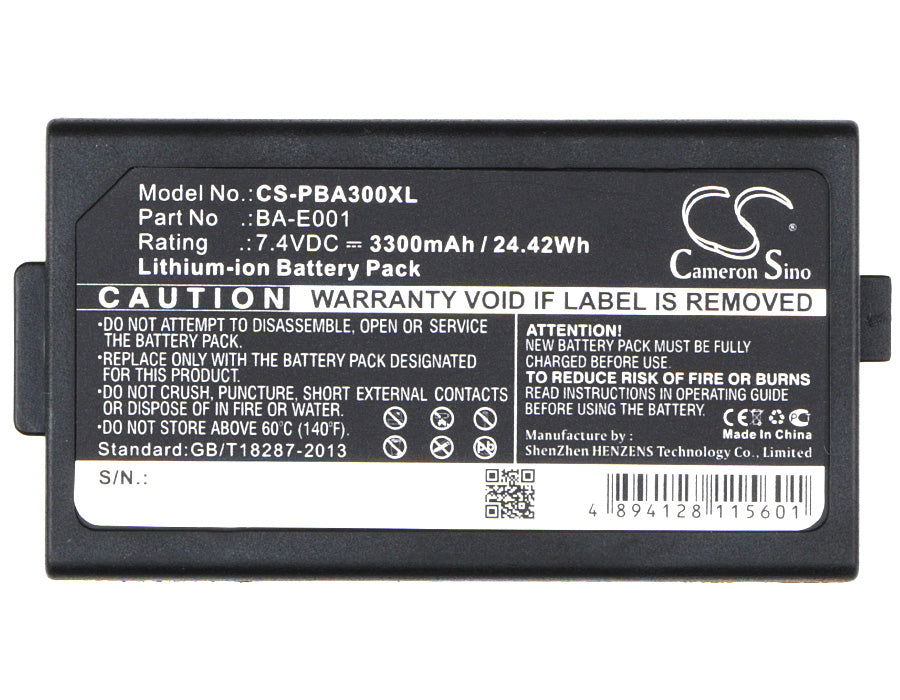 Model No.:CS-PBA300XL
Part No .:BA-E001
Rating .:7.4VDC ⎓ 3300mAh / 24.42Wh
Lithium-ion Battery Pack
CS
Cameron Sino
CAUTION WARRANTY VOID IF LABEL IS REMOVED
•DO NOT ATTEMPT TO DISASSEMBLE, OPEN OR SERVICE
THE BATTERY PACK.
•REPLACE ONLY WITH THE BATTERY PACK DESIGNATED
FOR THIS PRODUCT.
•DO NOT CRUSH, PUNCTURE, SHORT EXTERNAL CONTACTS
OR DISPOSE OF IN FIRE OR WATER.
•DO NOT STORE ABOVE 60℃ (140℉).
Standard:GB/T18287-2013
ATTENTION!
NEW BATTERY PACK MUST BE FULLY
CHARGED BEFORE USE.
TO REDUCE RISK OF FIRE OR BURNS
READ INSTRUCTIONS IN OPERATING GUIDE
BEFORE USING THE BATTERY.
CE FC PCT
Made In China
Manufacture by :
ShenZhen HENZENS Technology Co., Limited
S/N.:
4 894128 115601